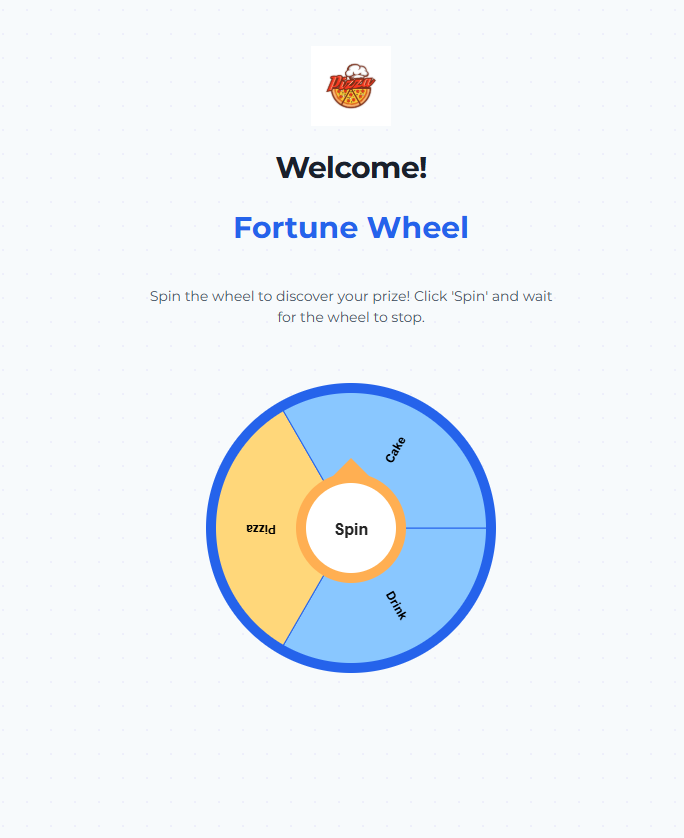 Pizza
Welcome!
Fortune Wheel
Spin the wheel to discover your prize! Click 'Spin' and wait
for the wheel to stop.
Cake
Pizza
Spin
Drink